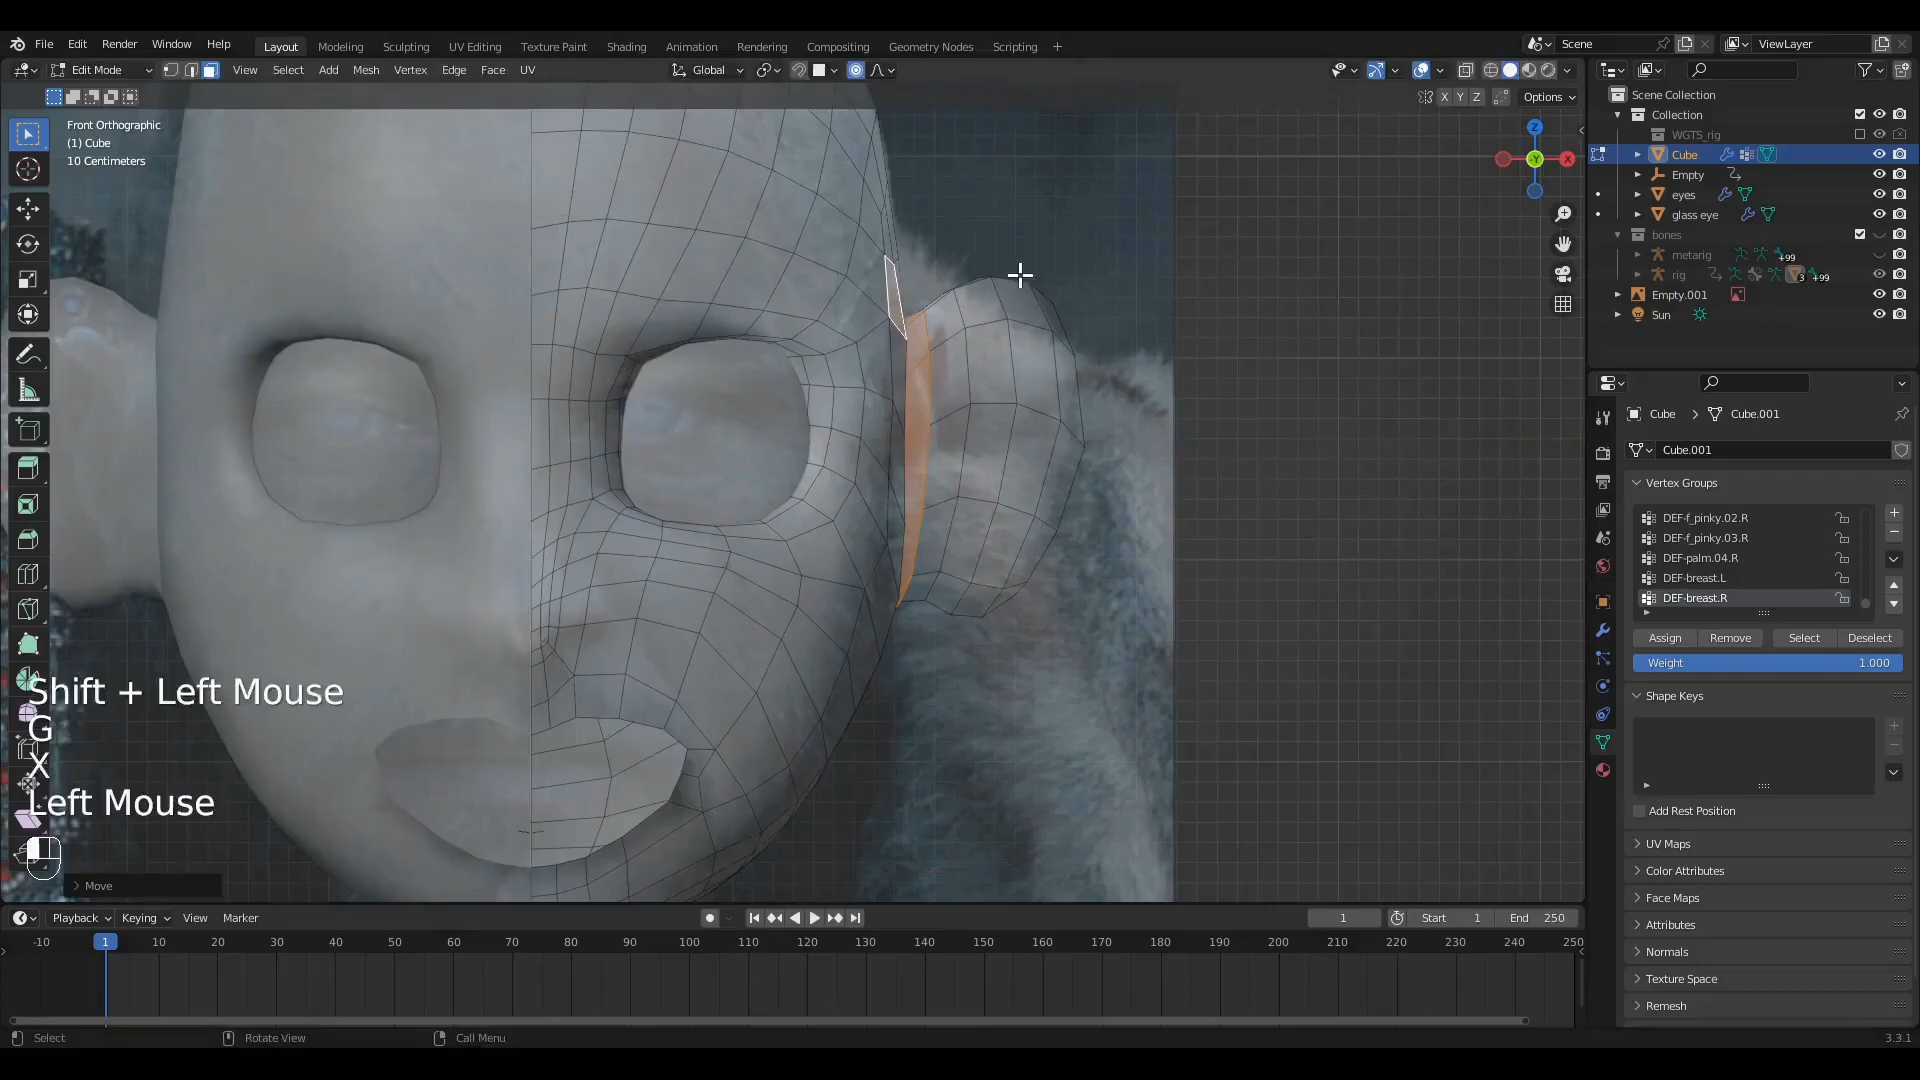 File Edit Render Window Help Layout Modeling Sculpting UV Editing Texture Paint Shading Animation Rendering Compositing Geometry Nodes Scripting + Scene ViewLayer
Edit Mode View Select Add Mesh Vertex Edge Face UV Global
X Y Z Options
Front Orthographic
(1) Cube
10 Centimeters
Z
-Y X
Scene Collection
Collection
WGTS_rig
Cube
Empty
eyes
glass eye
bones
metarig +99
rig 3 +99
Empty.001
Sun
Cube > Cube.001
Cube.001
Vertex Groups
DEF-f_pinky.02.R
DEF-f_pinky.03.R
DEF-palm.04.R
DEF-breast.L
DEF-breast.R
Assign Remove Select Deselect
Weight 1.000
Shape Keys
Add Rest Position
UV Maps
Color Attributes
Face Maps
Attributes
Normals
Texture Space
Remesh
Shift + Left Mouse
G
X
Left Mouse
Move
Playback Keying View Marker 1 Start 1 End 250
-10 1 10 20 30 40 50 60 70 80 90 100 110 120 130 140 150 160 170 180 190 200 210 220 230 240 250
Select Rotate View Call Menu 3.3.1